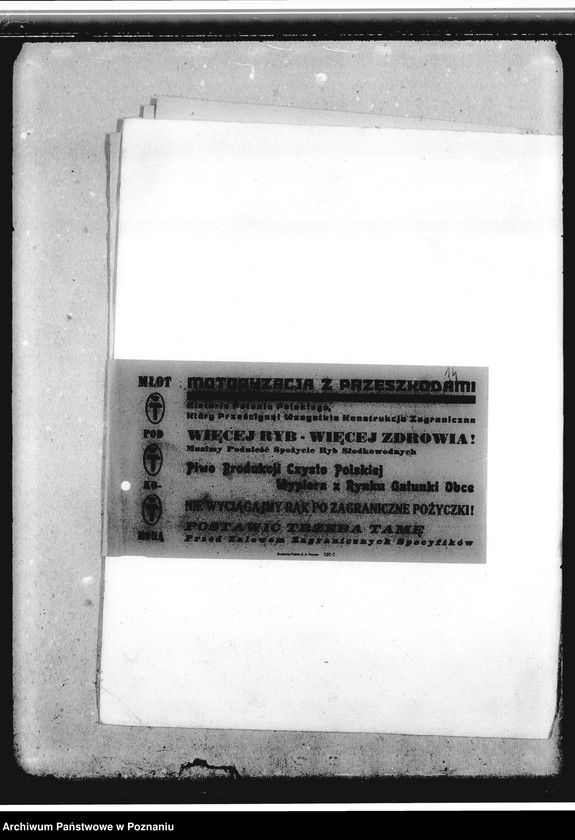 14
MŁOT
POD
KO-
RONĄ
MOTORYZACJA Z PRZESZKODAMI
Historia Patentu Polskiego,
Który Prześcignął Wszystkie Konstrukcje Zagraniczne
WIĘCEJ RYB - WIĘCEJ ZDROWIA!
Musimy Podnieść Spożycie Ryb Słodkowodnych
Piwo Produkcji Czysto Polskiej
Wypiera z Rynku Gatunki Obce
NIE WYCIĄGAJMY RĄK PO ZAGRANICZNE POŻYCZKI!
POSTAWIĆ TRZEBA TAMĘ
Przed Zalewem Zagranicznych Specyfików
Archiwum Państwowe w Poznaniu